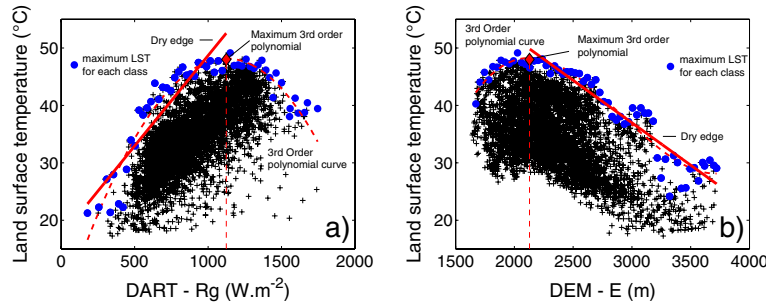 Land surface temperature (°C)
50
40
30
20
0
500
1000
1500
2000
DART - Rg (W.m-2)
maximum LST
for each class
Dry edge
Maximum 3rd order
polynomial
3rd Order
polynomial curve
a)
Land surface temperature (°C)
50
40
30
20
1500
2000
2500
3000
3500
4000
DEM - E (m)
3rd Order
polynomial curve
Maximum 3rd order
polynomial
maximum LST
for each class
Dry edge
b)